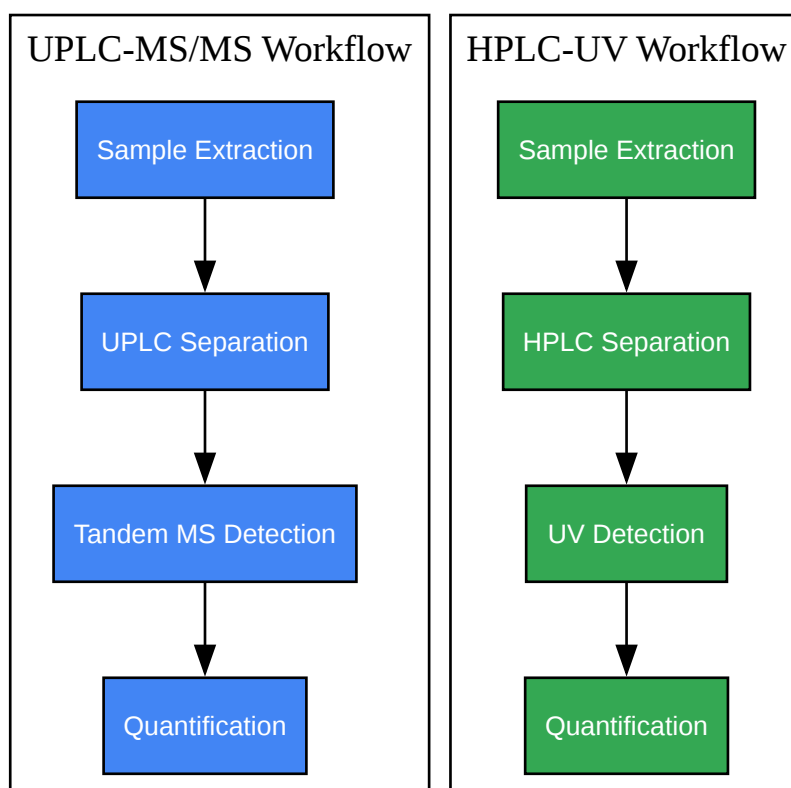 UPLC-MS/MS Workflow
Sample Extraction
UPLC Separation
Tandem MS Detection
Quantification
HPLC-UV Workflow
Sample Extraction
HPLC Separation
UV Detection
Quantification